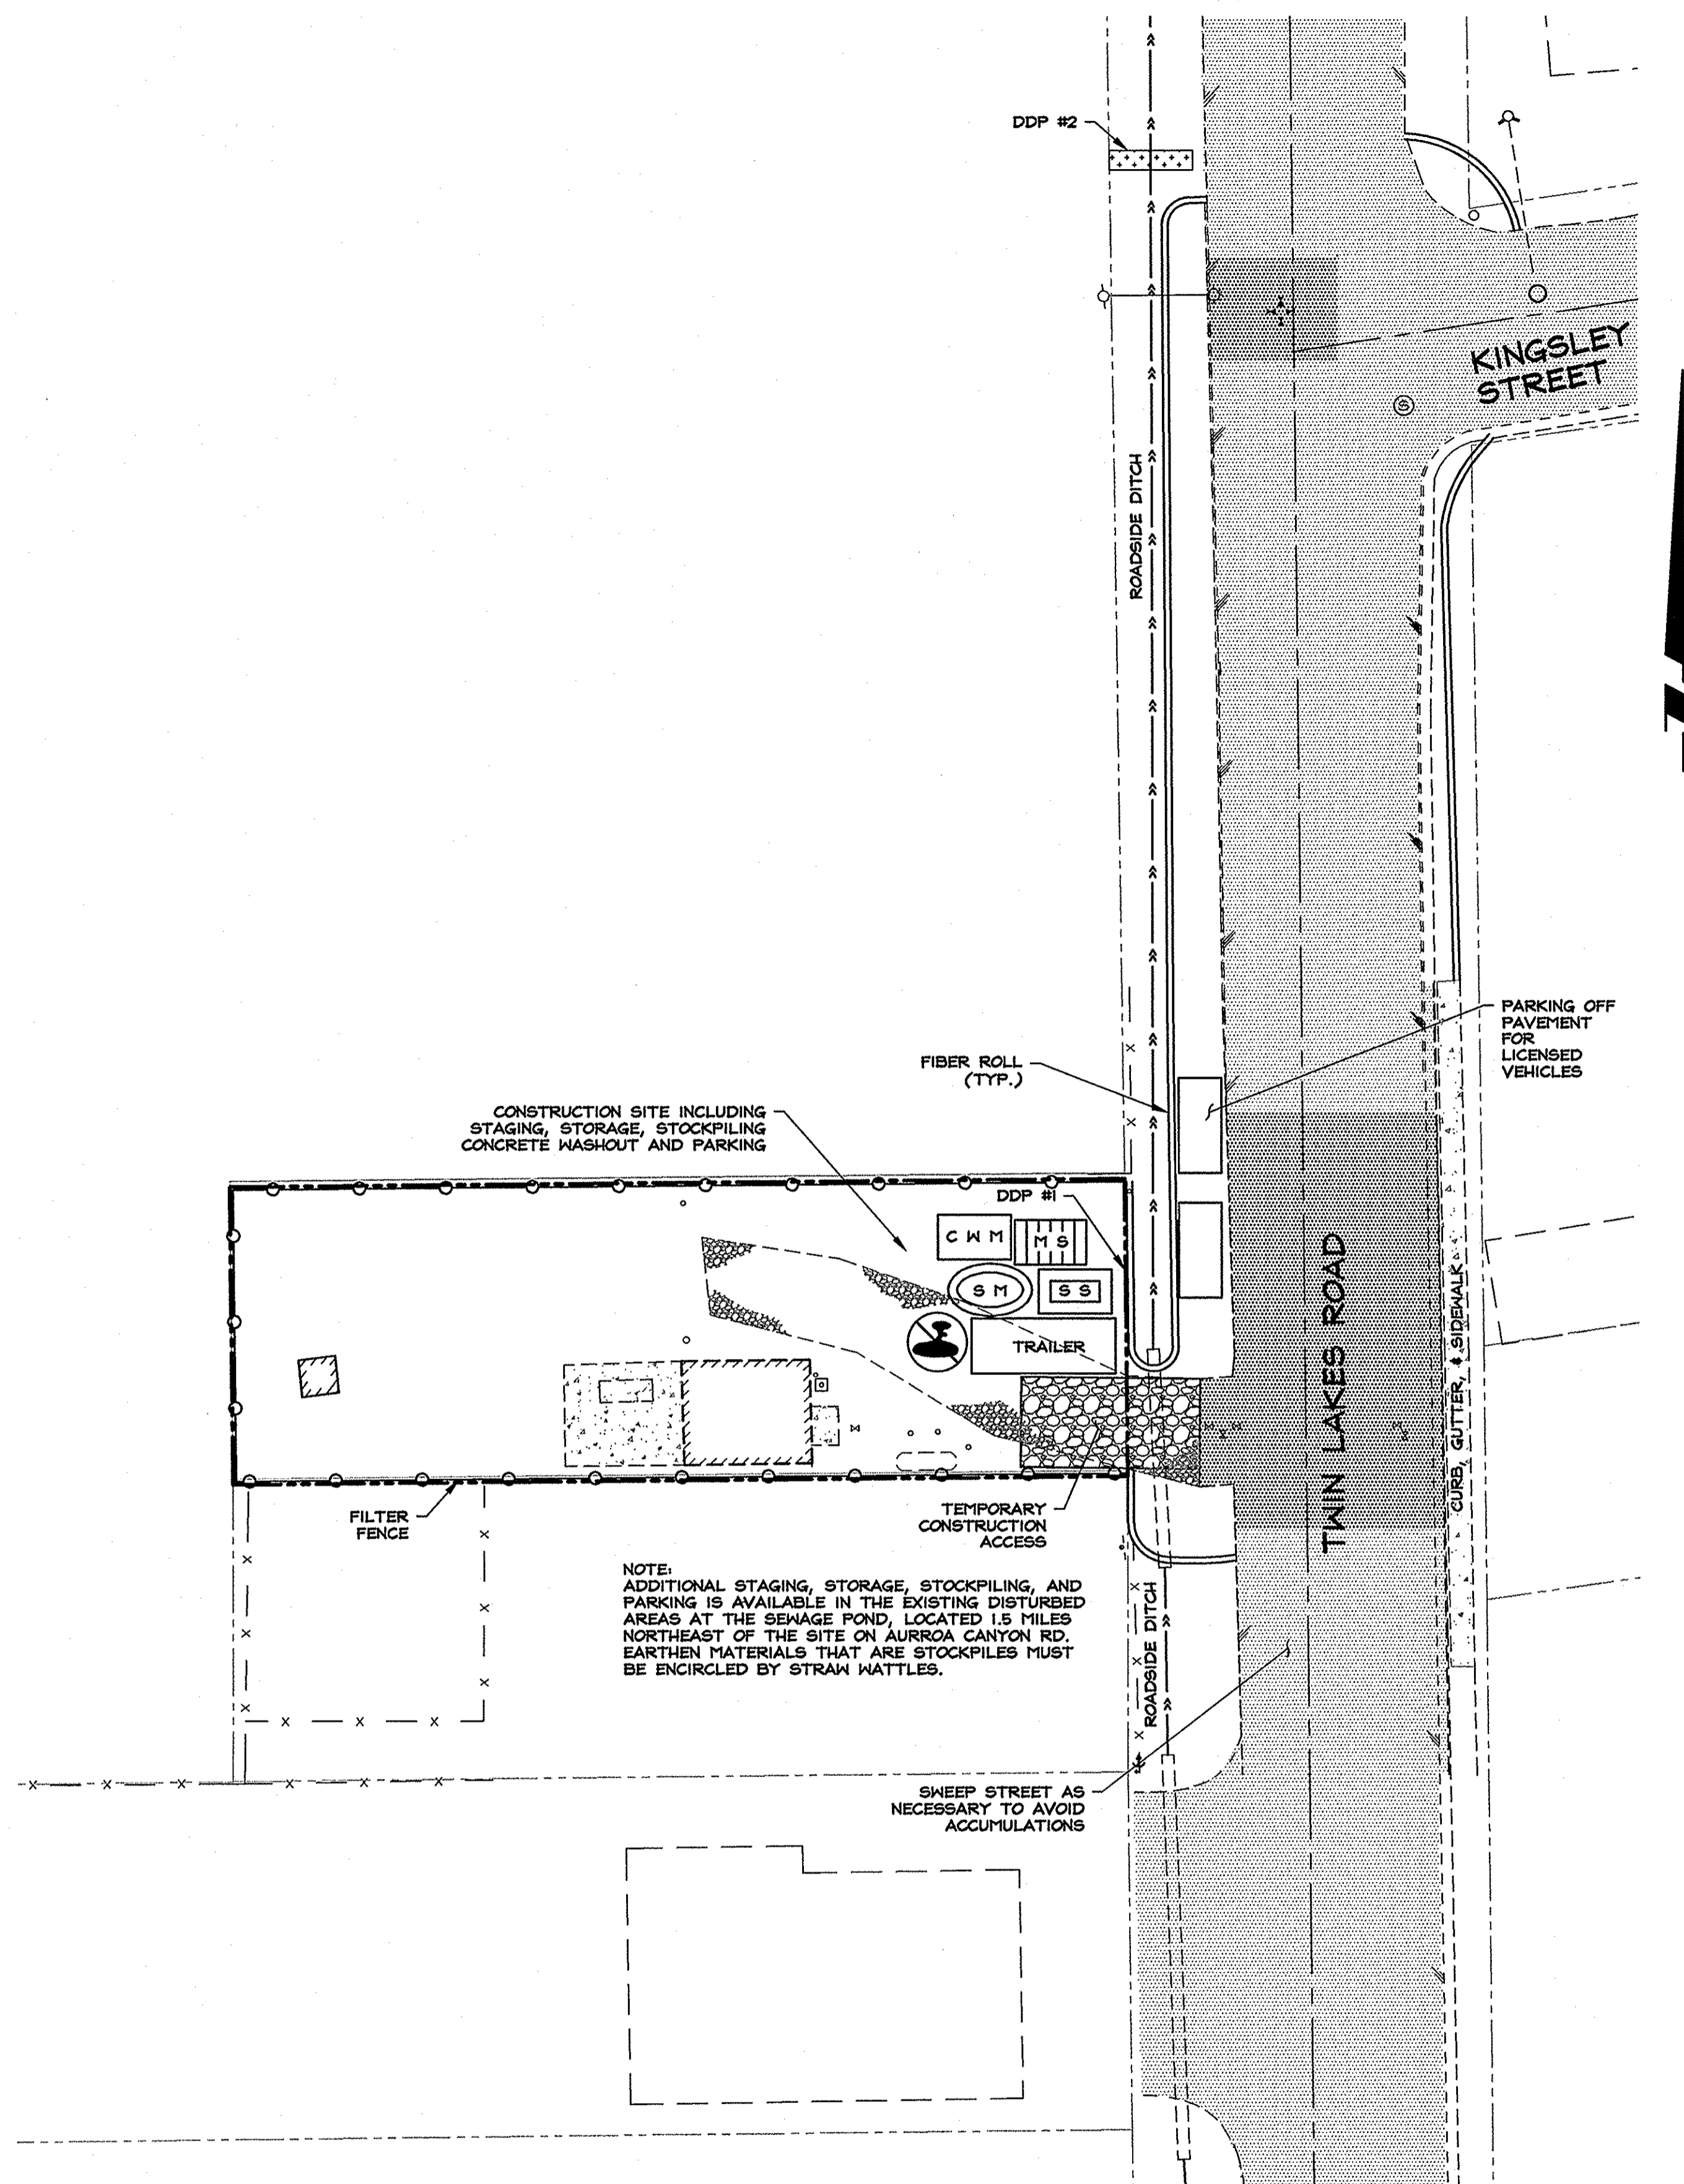 DDP #2
KINGSLEY
STREET
S
ROADSIDE DITCH
PARKING OFF
PAVEMENT
FOR
LICENSED
VEHICLES
FIBER ROLL
(TYP.)
CONSTRUCTION SITE INCLUDING
STAGING, STORAGE, STOCKPILING
CONCRETE WASHOUT AND PARKING
DDP #1
C W M
M S
S M
S S
TRAILER
TWIN LAKES ROAD
CURB, GUTTER, & SIDEWALK
FILTER
FENCE
TEMPORARY
CONSTRUCTION
ACCESS
NOTE:
ADDITIONAL STAGING, STORAGE, STOCKPILING, AND
PARKING IS AVAILABLE IN THE EXISTING DISTURBED
AREAS AT THE SEWAGE POND, LOCATED 1.5 MILES
NORTHEAST OF THE SITE ON AURROA CANYON RD.
EARTHEN MATERIALS THAT ARE STOCKPILES MUST
BE ENCIRCLED BY STRAW WATTLES.
ROADSIDE DITCH
SWEEP STREET AS
NECESSARY TO AVOID
ACCUMULATIONS